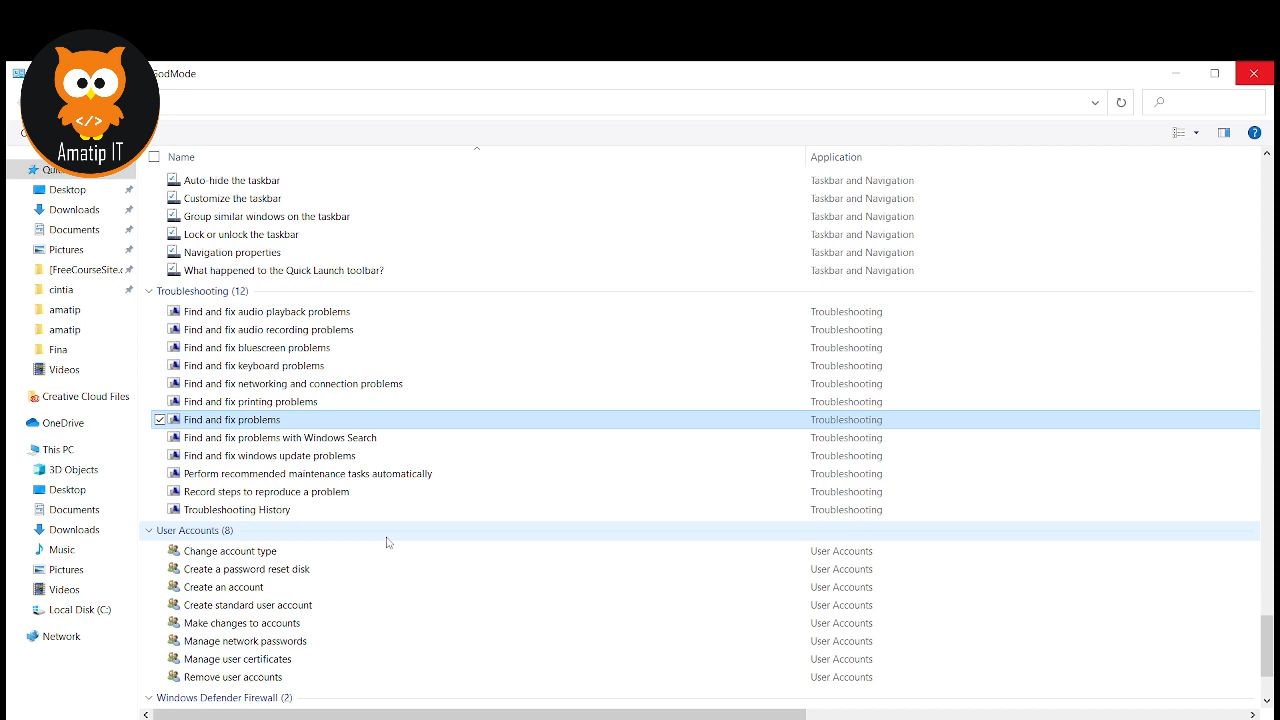 GodMode
</>
Amatip IT
Name
Application
Auto-hide the taskbar
Taskbar and Navigation
Customize the taskbar
Taskbar and Navigation
Group similar windows on the taskbar
Taskbar and Navigation
Lock or unlock the taskbar
Taskbar and Navigation
Navigation properties
Taskbar and Navigation
What happened to the Quick Launch toolbar?
Taskbar and Navigation
Troubleshooting (12)
Find and fix audio playback problems
Troubleshooting
Find and fix audio recording problems
Troubleshooting
Find and fix bluescreen problems
Troubleshooting
Find and fix keyboard problems
Troubleshooting
Find and fix networking and connection problems
Troubleshooting
Find and fix printing problems
Troubleshooting
Find and fix problems
Troubleshooting
Find and fix problems with Windows Search
Troubleshooting
Find and fix windows update problems
Troubleshooting
Perform recommended maintenance tasks automatically
Troubleshooting
Record steps to reproduce a problem
Troubleshooting
Troubleshooting History
Troubleshooting
User Accounts (8)
Change account type
User Accounts
Create a password reset disk
User Accounts
Create an account
User Accounts
Create standard user account
User Accounts
Make changes to accounts
User Accounts
Manage network passwords
User Accounts
Manage user certificates
User Accounts
Remove user accounts
User Accounts
Windows Defender Firewall (2)
Desktop
Downloads
Documents
Pictures
[FreeCourseSite.c
cintia
amatip
amatip
Fina
Videos
Creative Cloud Files
OneDrive
This PC
3D Objects
Desktop
Documents
Downloads
Music
Pictures
Videos
Local Disk (C:)
Network